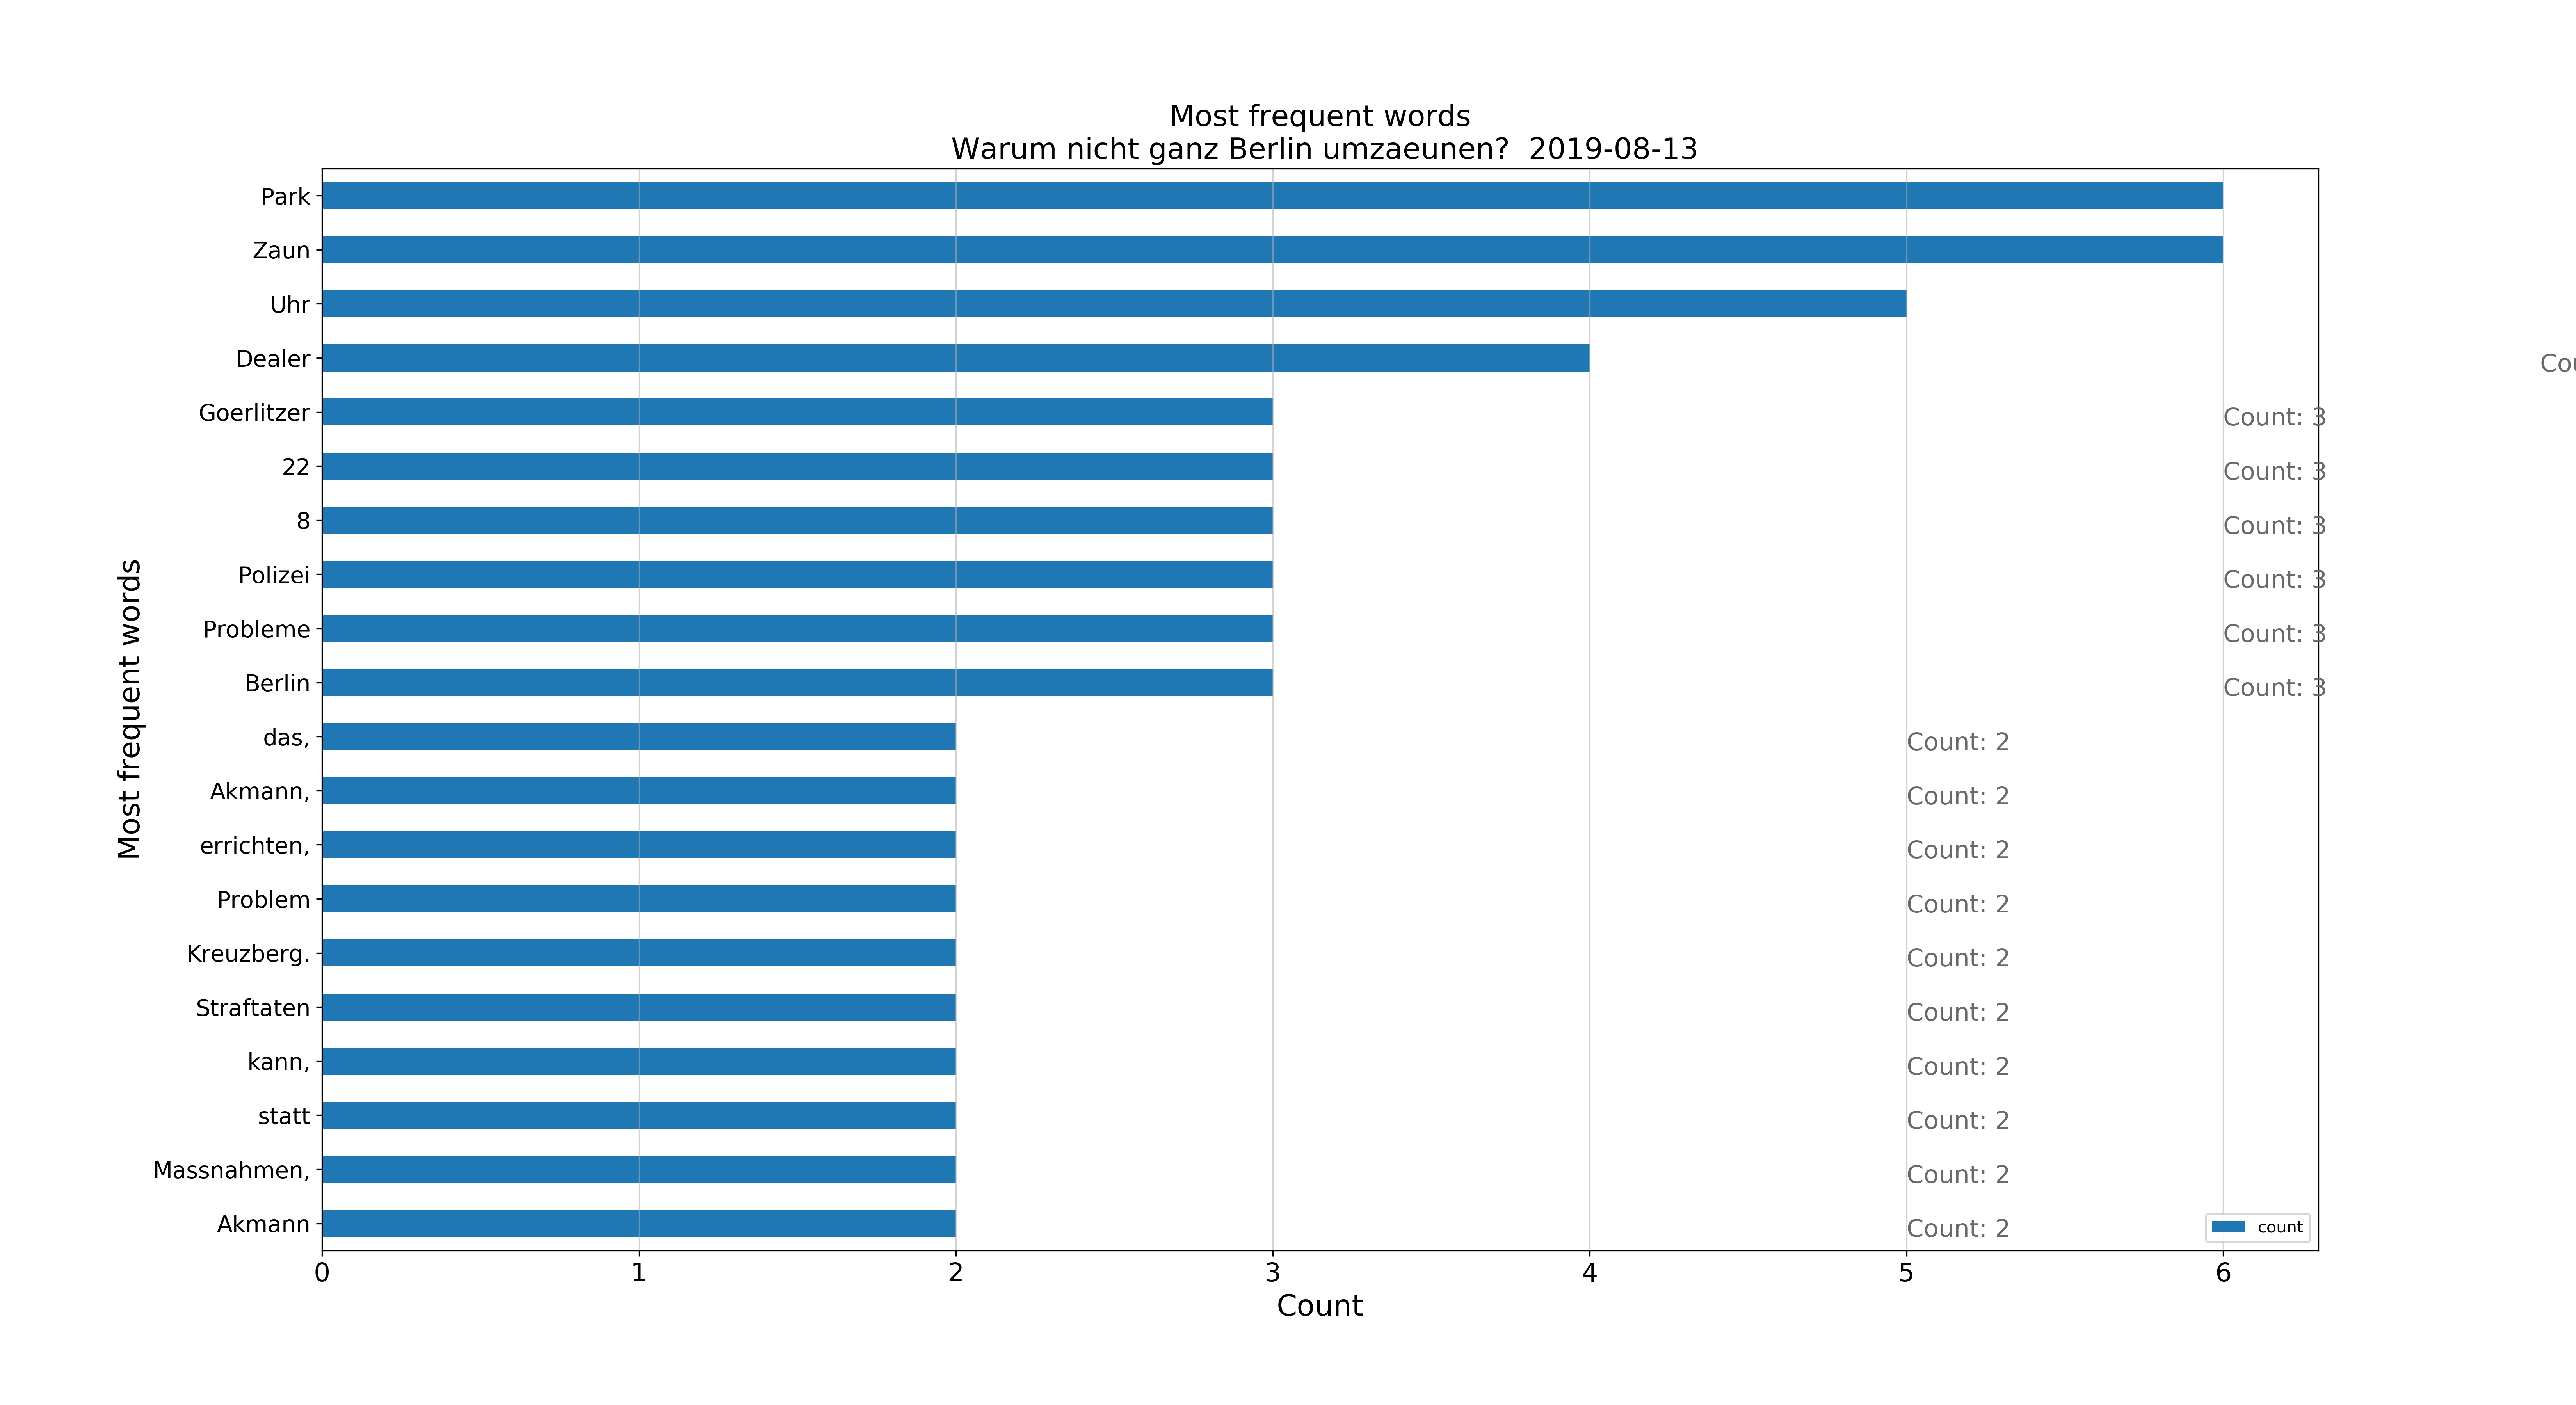 Most frequent words
Warum nicht ganz Berlin umzaeunen?  2019-08-13
Most frequent words
Park
Zaun
Uhr
Dealer
Goerlitzer Count: 3
22 Count: 3
8 Count: 3
Polizei Count: 3
Probleme Count: 3
Berlin Count: 3
das, Count: 2
Akmann, Count: 2
errichten, Count: 2
Problem Count: 2
Kreuzberg. Count: 2
Straftaten Count: 2
kann, Count: 2
statt Count: 2
Massnahmen, Count: 2
Akmann Count: 2
count
0 1 2 3 4 5 6
Count